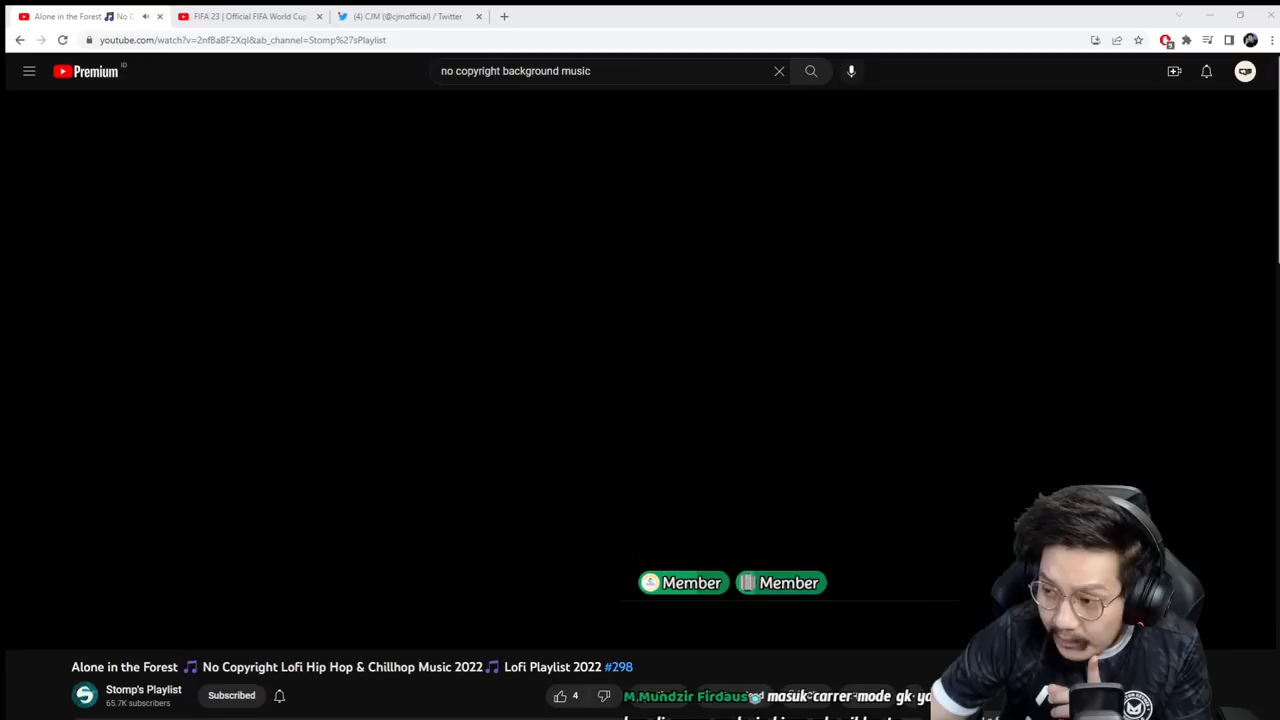 Alone in the Forest 🎵 No C
FIFA 23 | Official FIFA World Cup
(4) CJM (@cjmofficial) / Twitter
youtube.com/watch?v=2nfBaBF2XqI&ab_channel=Stomp%27sPlaylist
Premium ID
no copyright background music
Member Member
Alone in the Forest 🎵 No Copyright Lofi Hip Hop & Chillhop Music 2022🎵 Lofi Playlist 2022 #298
Stomp's Playlist
65.7K subscribers
Subscribed
4
M.Mundzir Firdaus masuk carrer mode gk ya